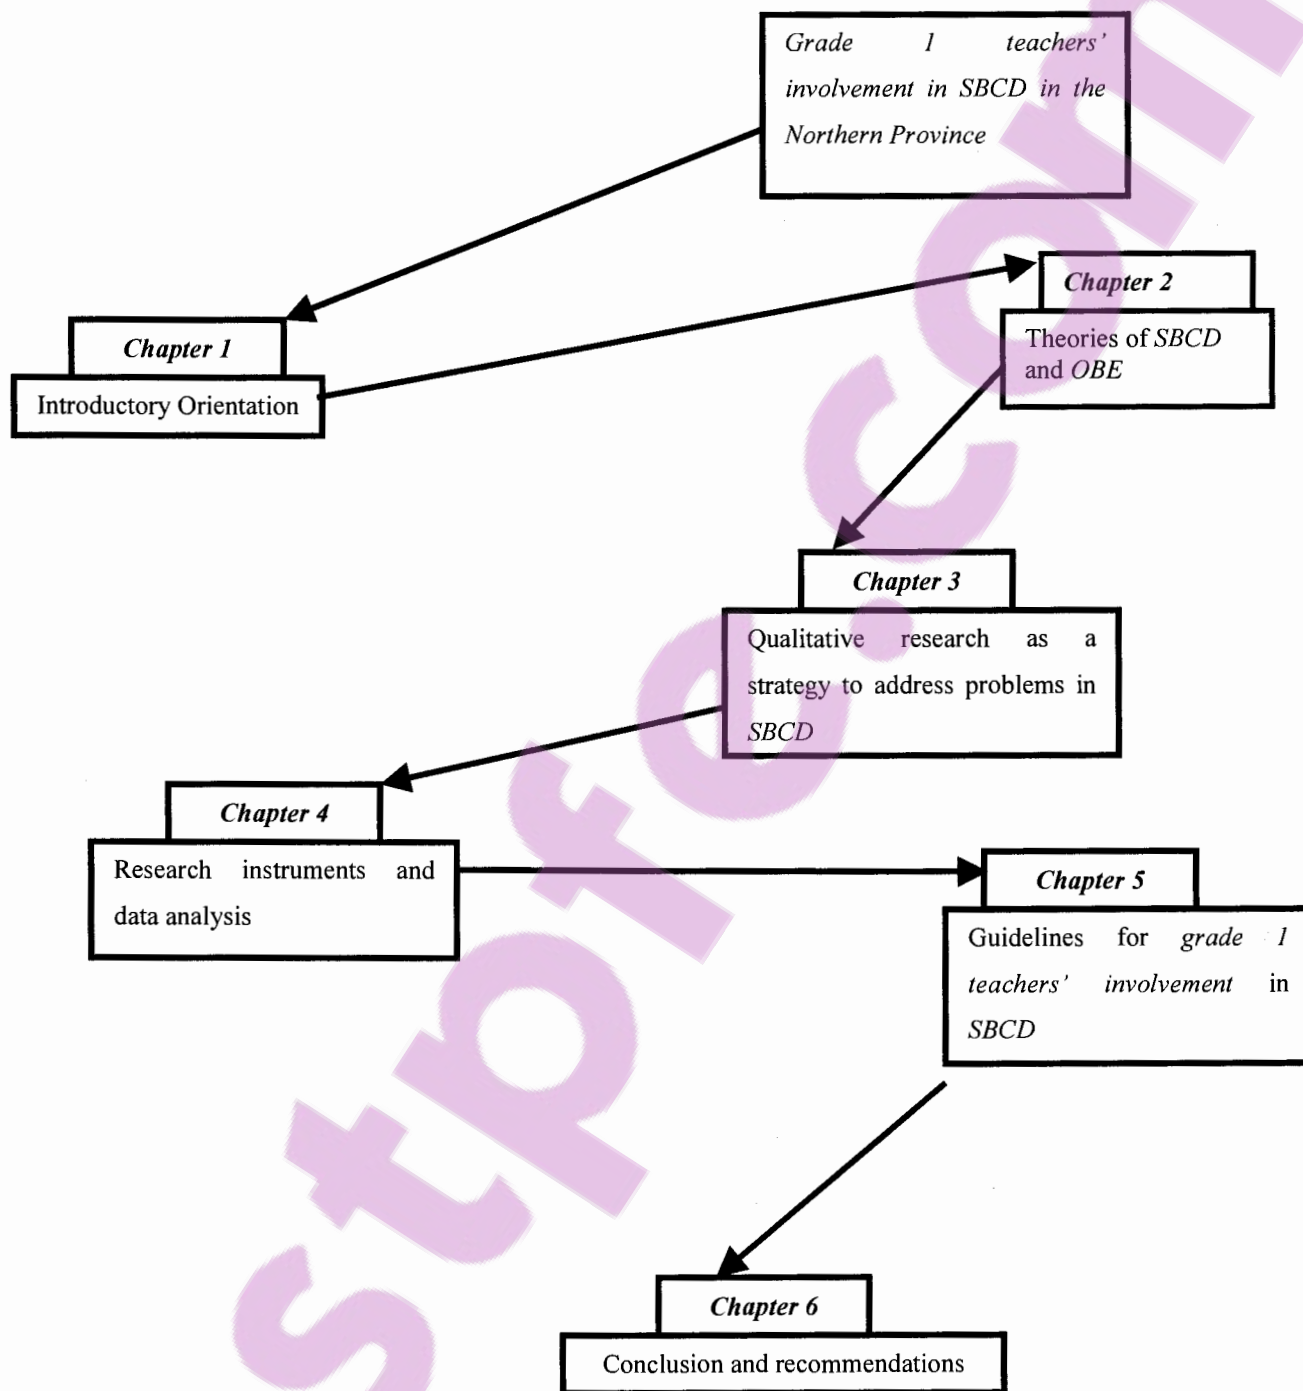 Grade 1 teachers’
involvement in SBCD in the
Northern Province
Chapter 1
Introductory Orientation
Chapter 2
Theories of SBCD
and OBE
Chapter 3
Qualitative research as a
strategy to address problems in
SBCD
Chapter 4
Research instruments and
data analysis
Chapter 5
Guidelines for grade 1
teachers’ involvement in
SBCD
Chapter 6
Conclusion and recommendations
stpfe.com